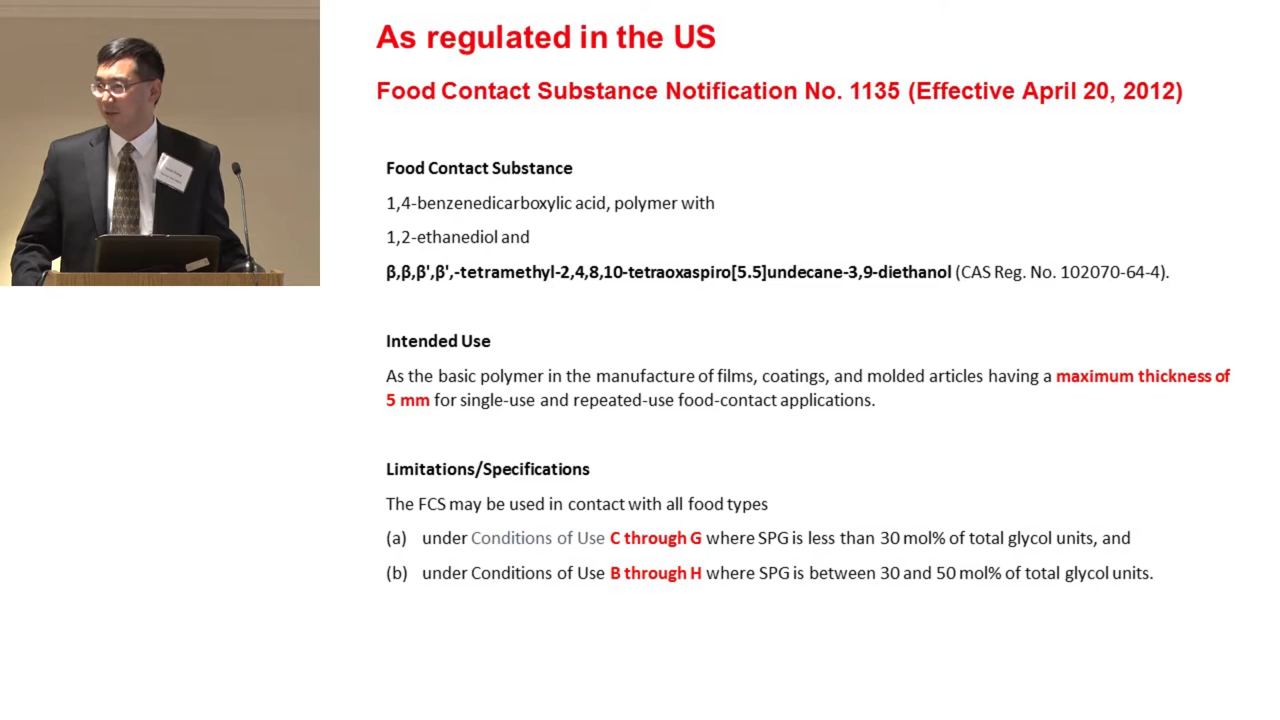 As regulated in the US
Food Contact Substance Notification No. 1135 (Effective April 20, 2012)
Food Contact Substance
1,4-benzenedicarboxylic acid, polymer with
1,2-ethanediol and
β,β,β',β',-tetramethyl-2,4,8,10-tetraoxaspiro[5.5]undecane-3,9-diethanol (CAS Reg. No. 102070-64-4).
Intended Use
As the basic polymer in the manufacture of films, coatings, and molded articles having a maximum thickness of
5 mm for single-use and repeated-use food-contact applications.
Limitations/Specifications
The FCS may be used in contact with all food types
(a) under Conditions of Use C through G where SPG is less than 30 mol% of total glycol units, and
(b) under Conditions of Use B through H where SPG is between 30 and 50 mol% of total glycol units.